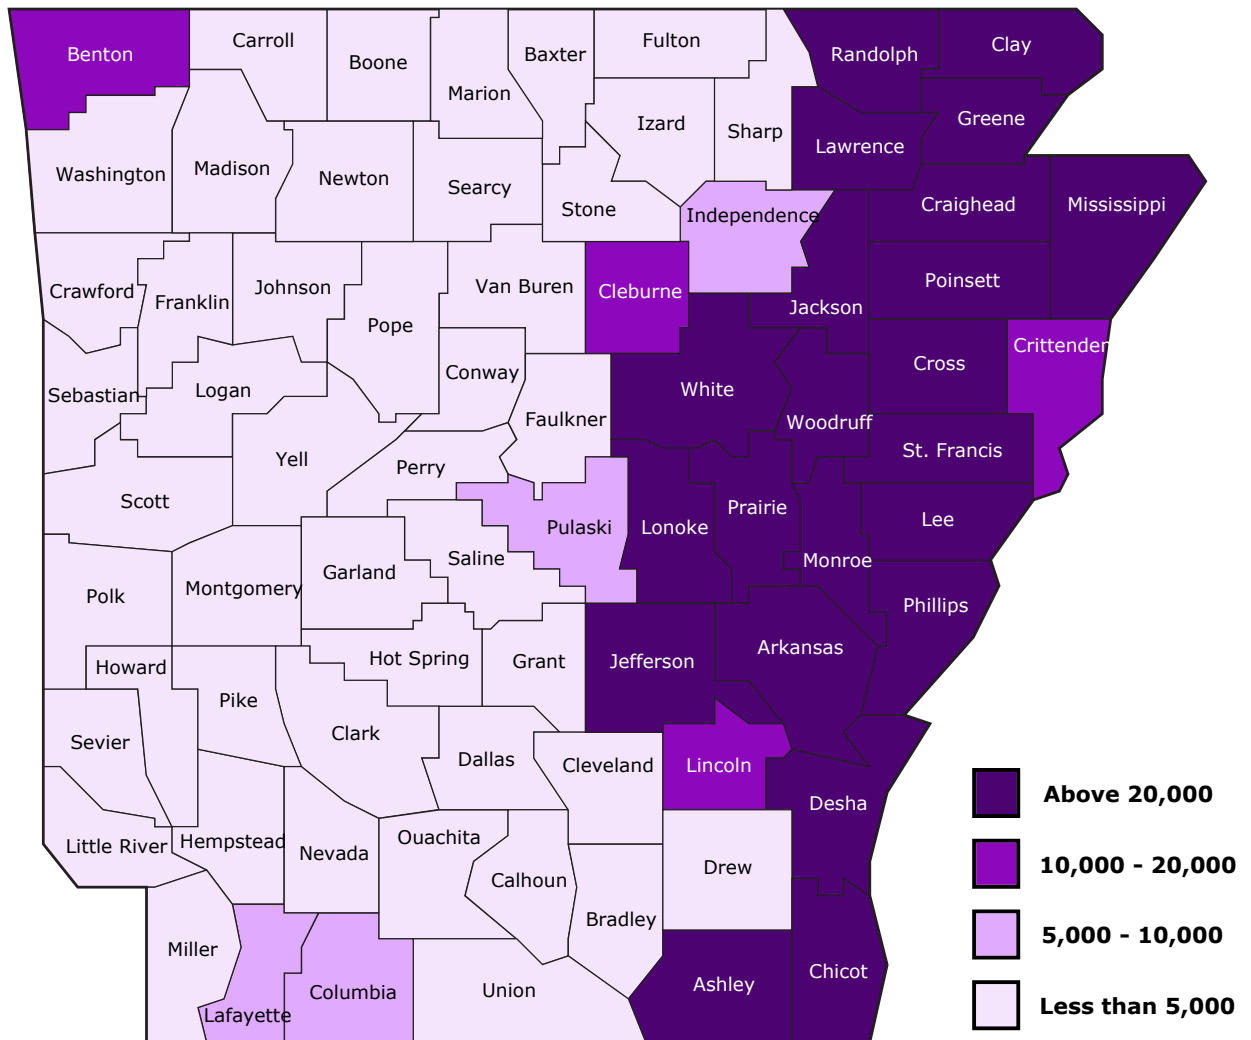 Benton
Carroll
Boone
Marion
Baxter
Fulton
Randolph
Clay
Washington
Madison
Newton
Searcy
Stone
Izard
Sharp
Lawrence
Greene
Independence
Craighead
Mississippi
Crawford
Franklin
Johnson
Pope
Van Buren
Cleburne
Jackson
Poinsett
Crittenden
Sebastian
Logan
Conway
Faulkner
White
Woodruff
Cross
St. Francis
Scott
Yell
Perry
Pulaski
Lonoke
Prairie
Monroe
Lee
Polk
Montgomery
Garland
Saline
Phillips
Howard
Pike
Hot Spring
Grant
Jefferson
Arkansas
Sevier
Clark
Dallas
Cleveland
Lincoln
Desha
Little River
Hempstead
Nevada
Ouachita
Calhoun
Bradley
Drew
Miller
Lafayette
Columbia
Union
Ashley
Chicot
Above 20,000
10,000 - 20,000
5,000 - 10,000
Less than 5,000